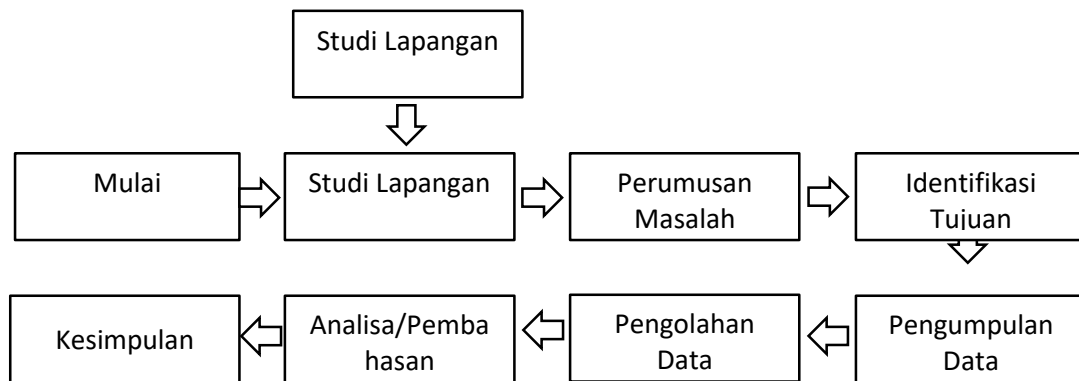 Studi Lapangan
Mulai
Studi Lapangan
Perumusan
Masalah
Identifikasi
Tujuan
Kesimpulan
Analisa/Pemba
hasan
Pengolahan
Data
Pengumpulan
Data